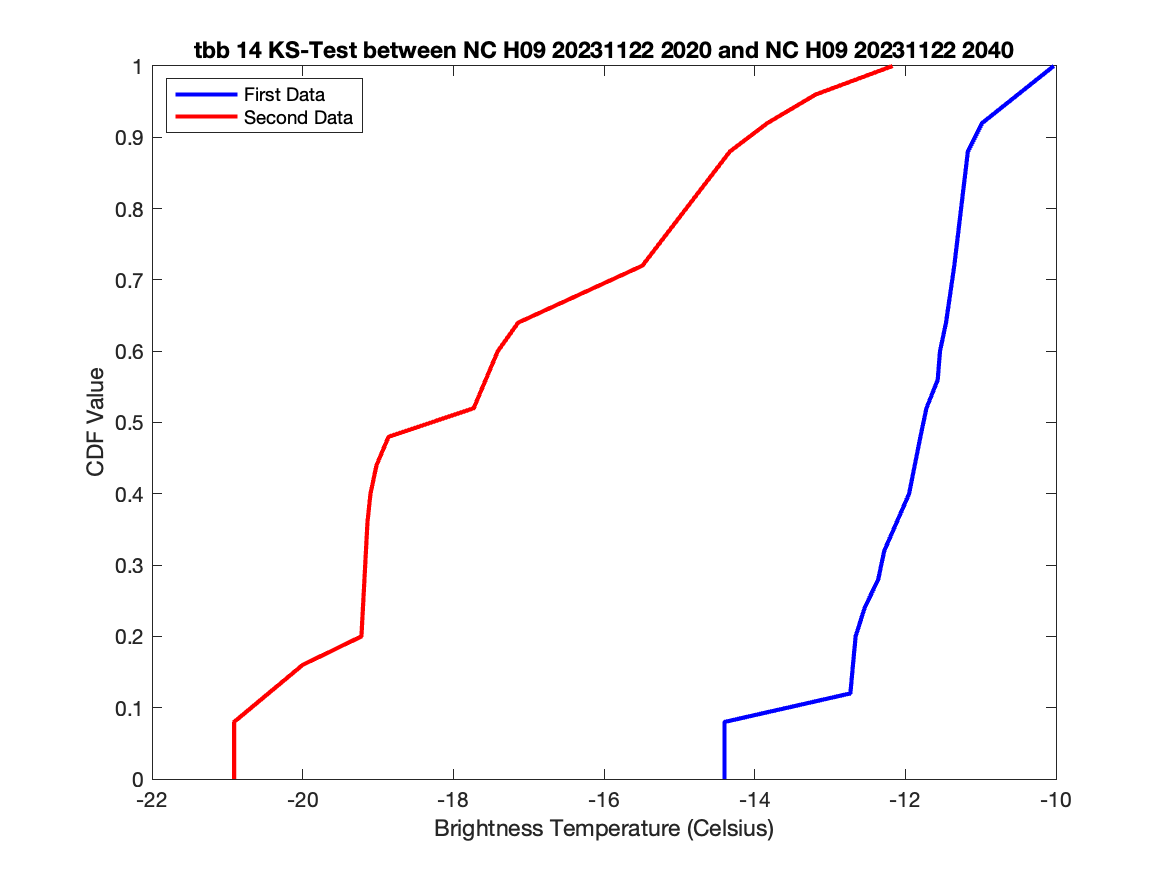 tbb 14 KS-Test between NC H09 20231122 2020 and NC H09 20231122 2040
First Data
Second Data
1
0.9
0.8
0.7
0.6
0.5
0.4
0.3
0.2
0.1
0
CDF Value
-22 -20 -18 -16 -14 -12 -10
Brightness Temperature (Celsius)